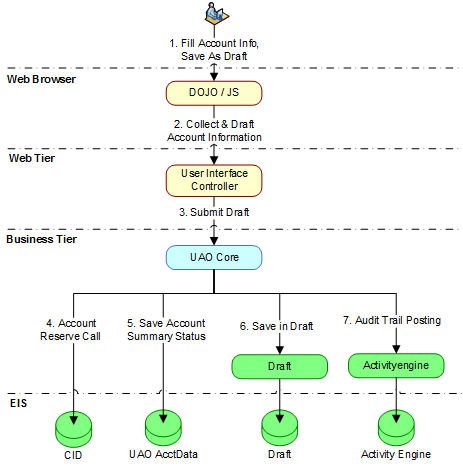 1. Fill Account Info,
Save As Draft
Web Browser
DOJO / JS
2. Collect & Draft
Account Information
Web Tier
User Interface
Controller
3. Submit Draft
Business Tier
UAO Core
4. Account
Reserve Call
5. Save Account
Summary Status
6. Save in Draft
7. Audit Trail Posting
Draft
Activityengine
EIS
CID
UAO AcctData
Draft
Activity Engine